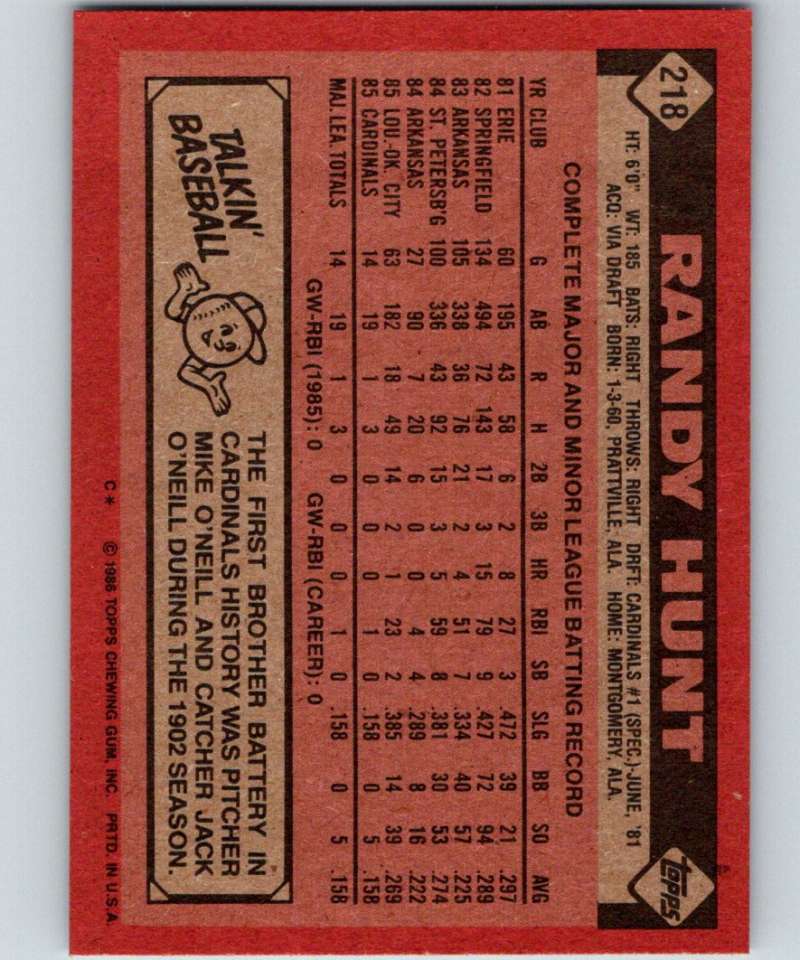 218
RANDY HUNT
topps
HT: 6'0" WT: 185 BATS: RIGHT THROWS: RIGHT DRFT: CARDINALS #1 (SPEC.)-JUNE, '81
ACQ: VIA DRAFT BORN: 1-3-60, PRATTVILLE, ALA. HOME: MONTGOMERY, ALA.
COMPLETE MAJOR AND MINOR LEAGUE BATTING RECORD
YR CLUB G AB R H 2B 3B HR RBI SB SLG BB SO AVG
81 ERIE 60 195 43 58 6 2 8 27 3 .472 39 21 .297
82 SPRINGFIELD 134 494 72 143 17 3 15 79 9 .427 72 94 .289
83 ARKANSAS 105 338 36 76 21 2 4 51 7 .334 40 57 .225
84 ST. PETERSB'G 100 336 43 92 15 3 5 59 8 .381 30 53 .274
84 ARKANSAS 27 90 7 20 6 0 0 4 4 .289 8 16 .222
85 LOU.-OK. CITY 63 182 18 49 14 2 1 23 2 .385 14 39 .269
85 CARDINALS 14 19 1 3 0 0 0 1 0 .158 0 5 .158
MAJ. LEA. TOTALS 14 19 1 3 0 0 0 1 0 .158 0 5 .158
GW-RBI (1985): 0 GW-RBI (CAREER): 0
TALKIN'
BASEBALL
THE FIRST BROTHER BATTERY IN
CARDINALS HISTORY WAS PITCHER
MIKE O'NEILL AND CATCHER JACK
O'NEILL DURING THE 1902 SEASON.
C* © 1986 TOPPS CHEWING GUM, INC. PRTD. IN U.S.A.